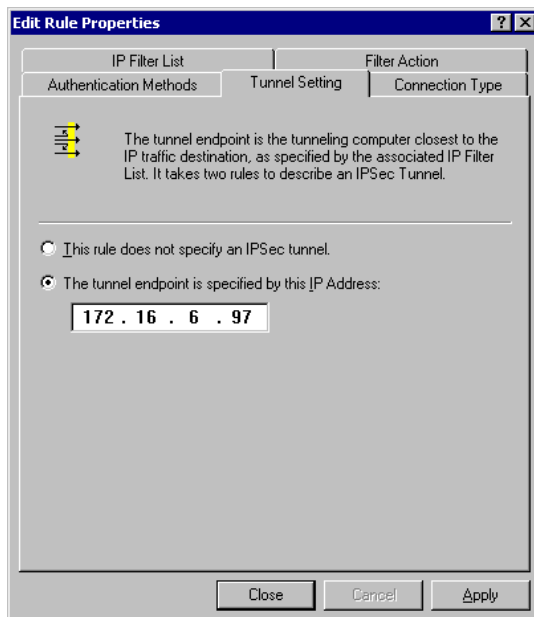 Edit Rule Properties
IP Filter List
Filter Action
Authentication Methods
Tunnel Setting
Connection Type
The tunnel endpoint is the tunneling computer closest to the
IP traffic destination, as specified by the associated IP Filter
List. It takes two rules to describe an IPSec Tunnel.
This rule does not specify an IPSec tunnel.
The tunnel endpoint is specified by this IP Address:
172 . 16 . 6 . 97
Close
Cancel
Apply